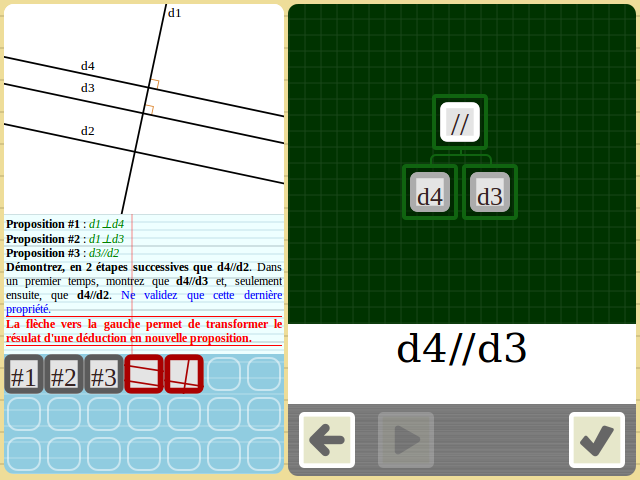 d1
d4
d3
d2
Proposition #1 : d1⊥d4
Proposition #2 : d1⊥d3
Proposition #3 : d3//d2
Démontrez, en 2 étapes successives que d4//d2. Dans
un premier temps, montrez que d4//d3 et, seulement
ensuite, que d4//d2. Ne validez que cette dernière
propriété.
La flèche vers la gauche permet de transformer le
résulat d'une déduction en nouvelle proposition.
#1 #2 #3
//
d4 d3
d4//d3